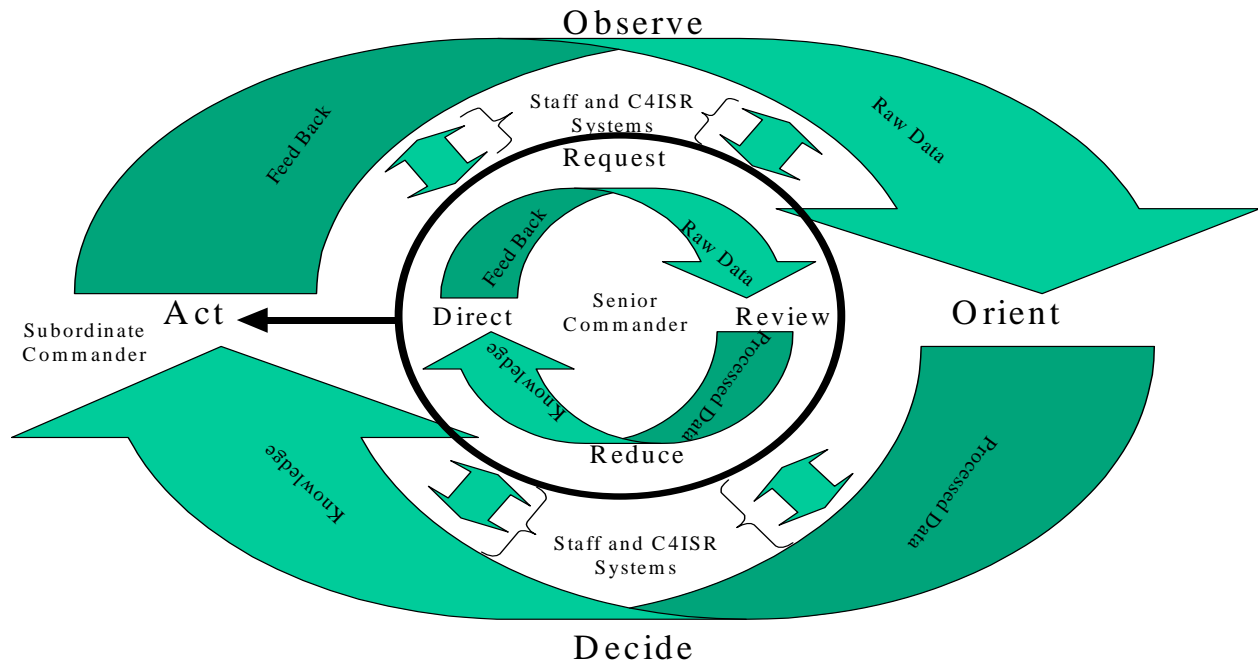 Observe
Staff and C4ISR
Systems
Raw Data
Feed Back
Request
Feed Back
Raw Data
Act
Direct
Senior
Commander
Review
Orient
Subordinate
Commander
Knowledge
Processed Data
Reduce
Knowledge
Processed Data
Staff and C4ISR
Systems
Decide